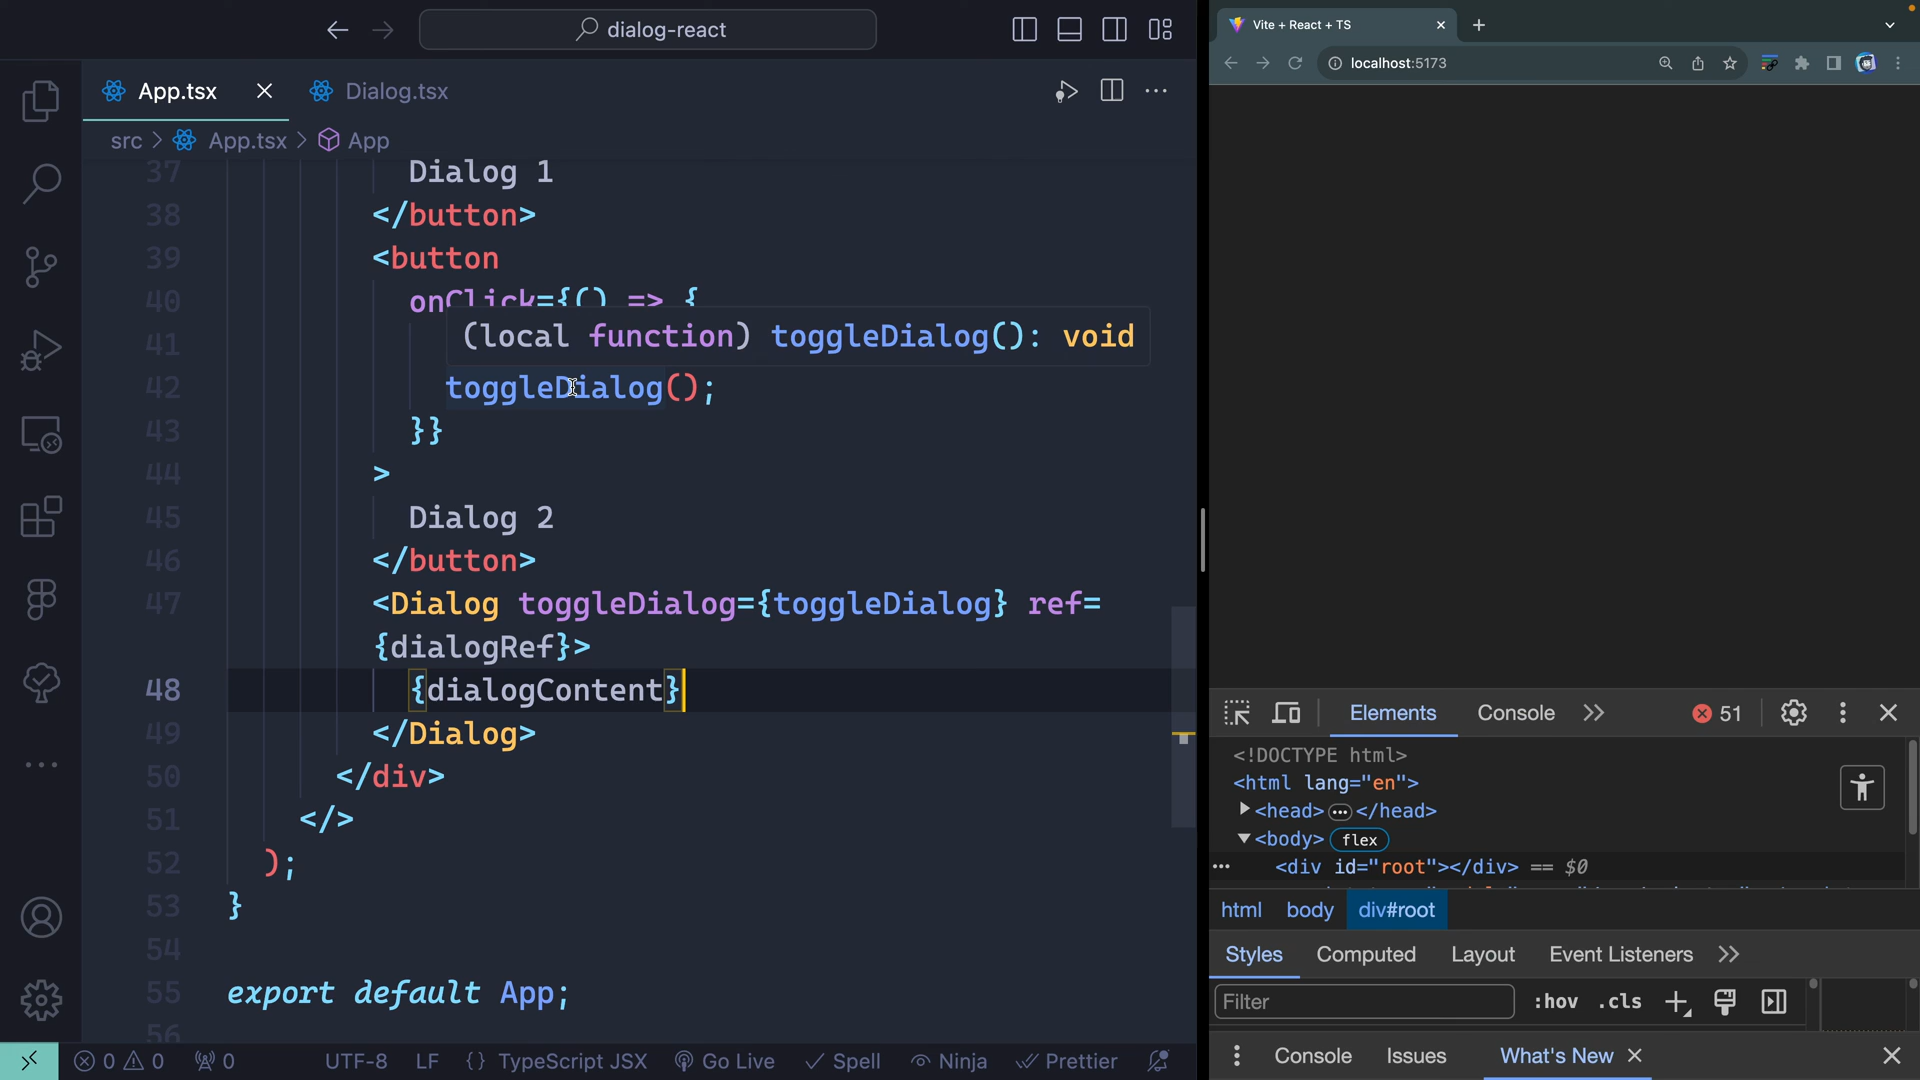 dialog-react
App.tsx
Dialog.tsx
src > App.tsx > App
37 Dialog 1
38 </button>
39 <button
40 onClick={() => {
41
(local function) toggleDialog(): void
42 toggleDialog();
43 }}
44 >
45 Dialog 2
46 </button>
47 <Dialog toggleDialog={toggleDialog} ref=
{dialogRef}>
48 {dialogContent}
49 </Dialog>
50 </div>
51 </>
52 );
53 }
54
55 export default App;
56
0 0 0 UTF-8 LF {} TypeScript JSX Go Live Spell Ninja Prettier
Vite + React + TS
localhost:5173
Elements Console 51
<!DOCTYPE html>
<html lang="en">
<head> </head>
<body> flex
<div id="root"></div> == $0
html body div#root
Styles Computed Layout Event Listeners
Filter :hov .cls
Console Issues What's New